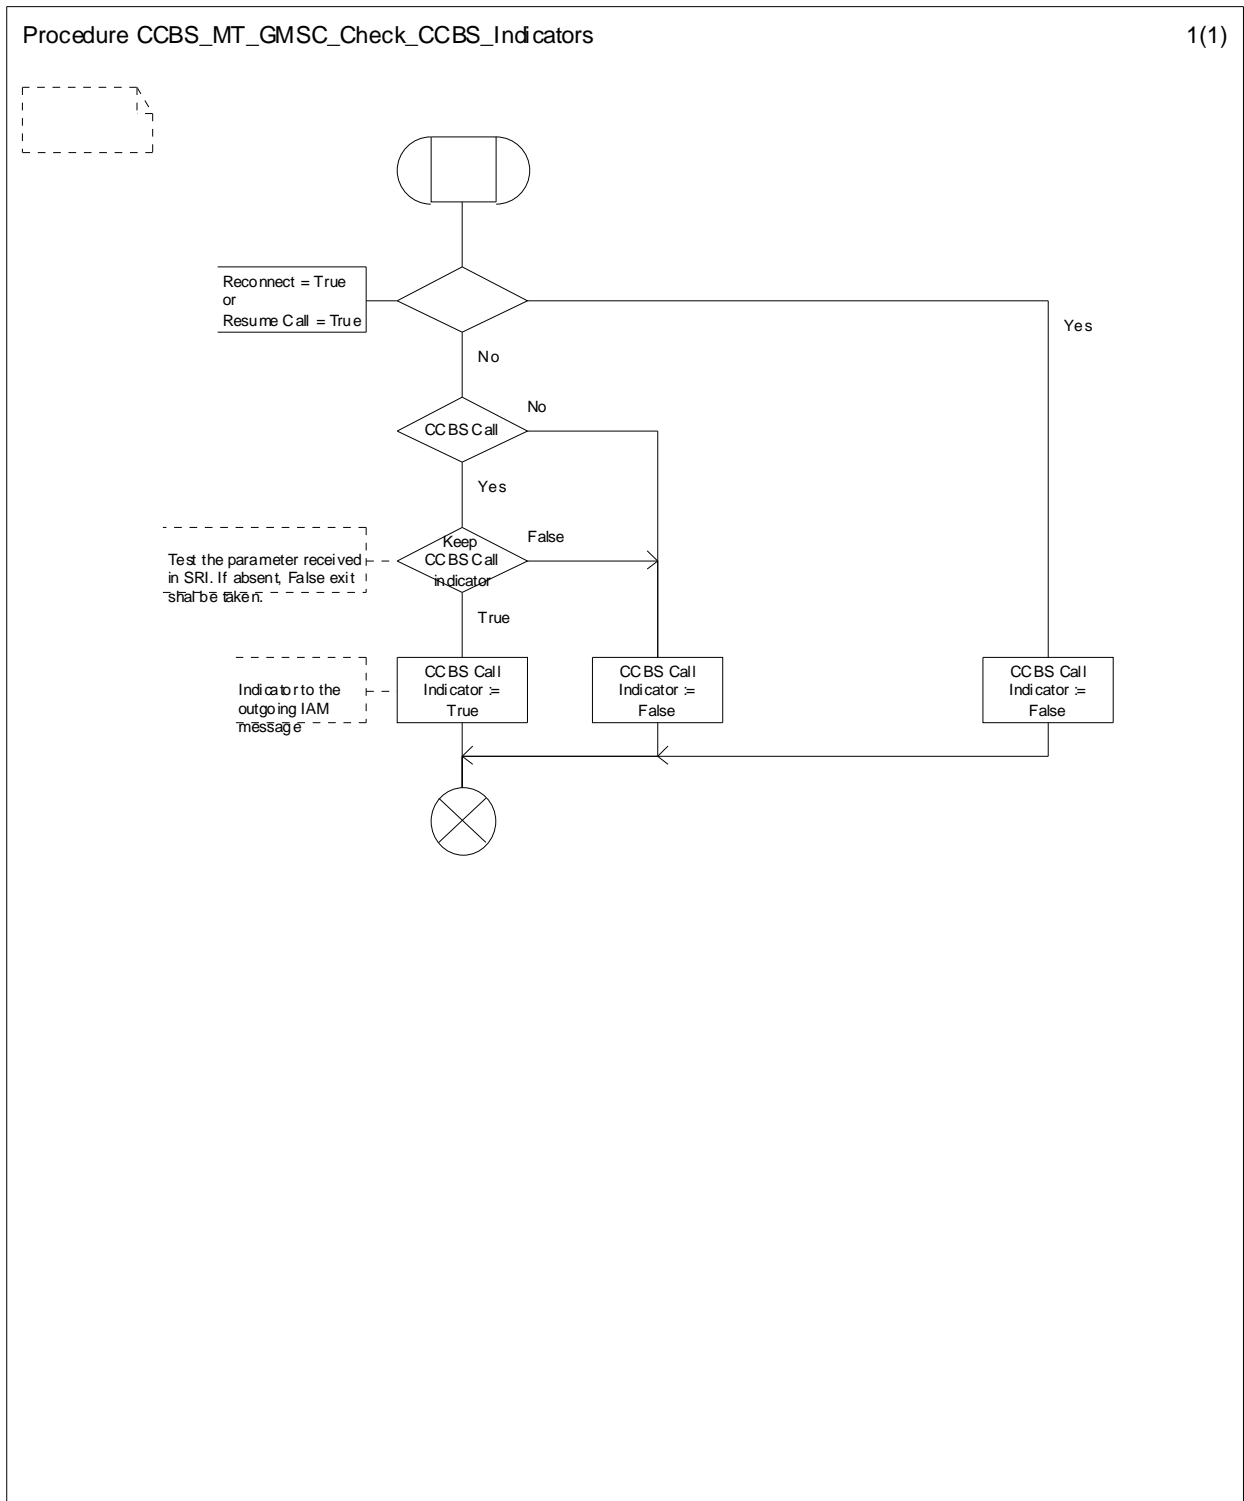 Procedure CCBS_MT_GMSC_Check_CCBS_Indicators
1(1)
Reconnect = True
or
Resume Call = True
Yes
No
No
CCBS Call
Yes
False
Keep
CCBS Call
indicator
Test the parameter received
in SRI. If absent, False exit
shal be taken.
True
CCBS Call
Indicator :=
True
CCBS Call
Indicator :=
False
CCBS Call
Indicator :=
False
Indicator to the
outgoing IAM
message